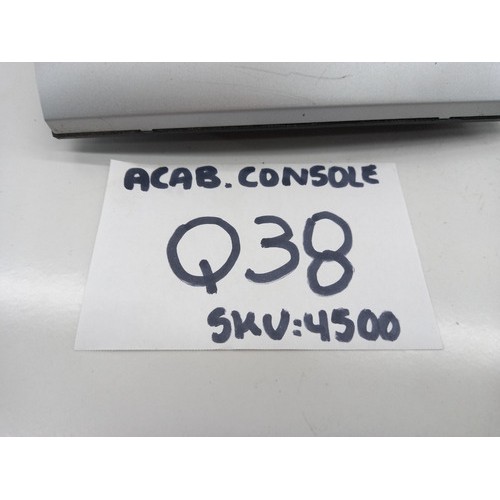 ACAB. CONSOLE
Q38
SKU:4500